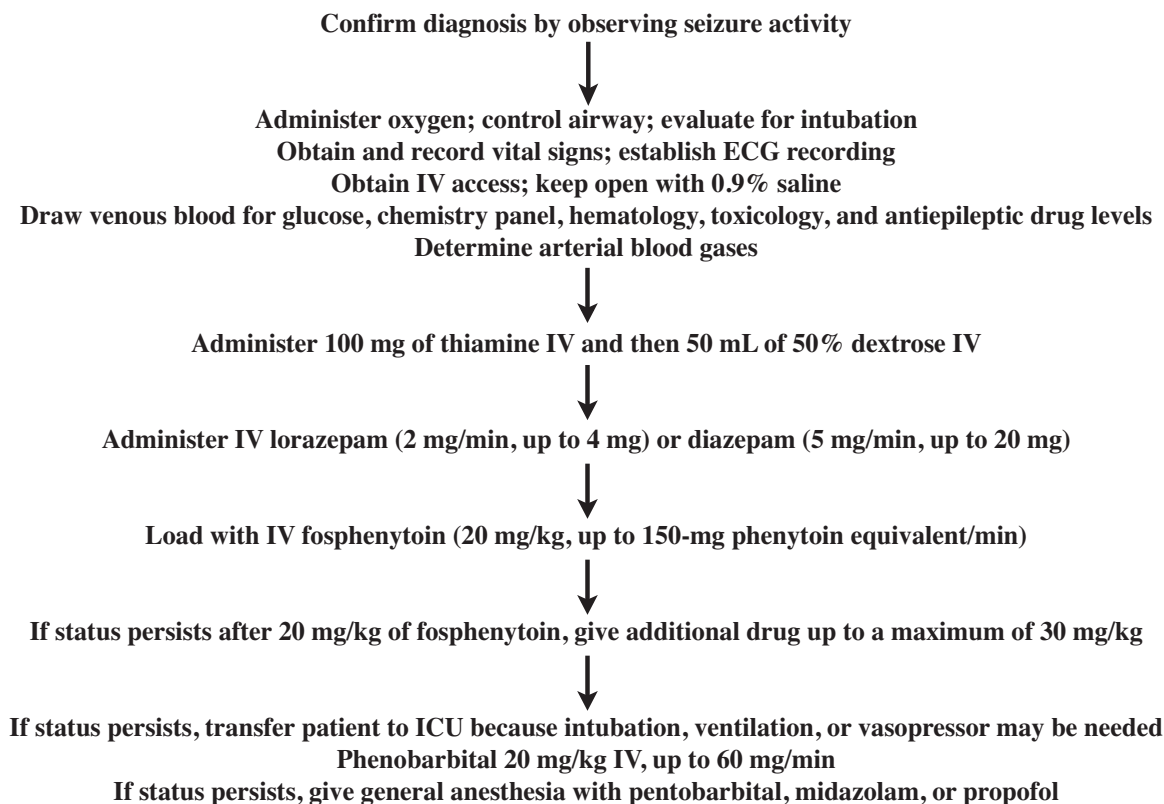 Confirm diagnosis by observing seizure activity
Administer oxygen; control airway; evaluate for intubation
Obtain and record vital signs; establish ECG recording
Obtain IV access; keep open with 0.9% saline
Draw venous blood for glucose, chemistry panel, hematology, toxicology, and antiepileptic drug levels
Determine arterial blood gases
Administer 100 mg of thiamine IV and then 50 mL of 50% dextrose IV
Administer IV lorazepam (2 mg/min, up to 4 mg) or diazepam (5 mg/min, up to 20 mg)
Load with IV fosphenytoin (20 mg/kg, up to 150-mg phenytoin equivalent/min)
If status persists after 20 mg/kg of fosphenytoin, give additional drug up to a maximum of 30 mg/kg
If status persists, transfer patient to ICU because intubation, ventilation, or vasopressor may be needed
Phenobarbital 20 mg/kg IV, up to 60 mg/min
If status persists, give general anesthesia with pentobarbital, midazolam, or propofol